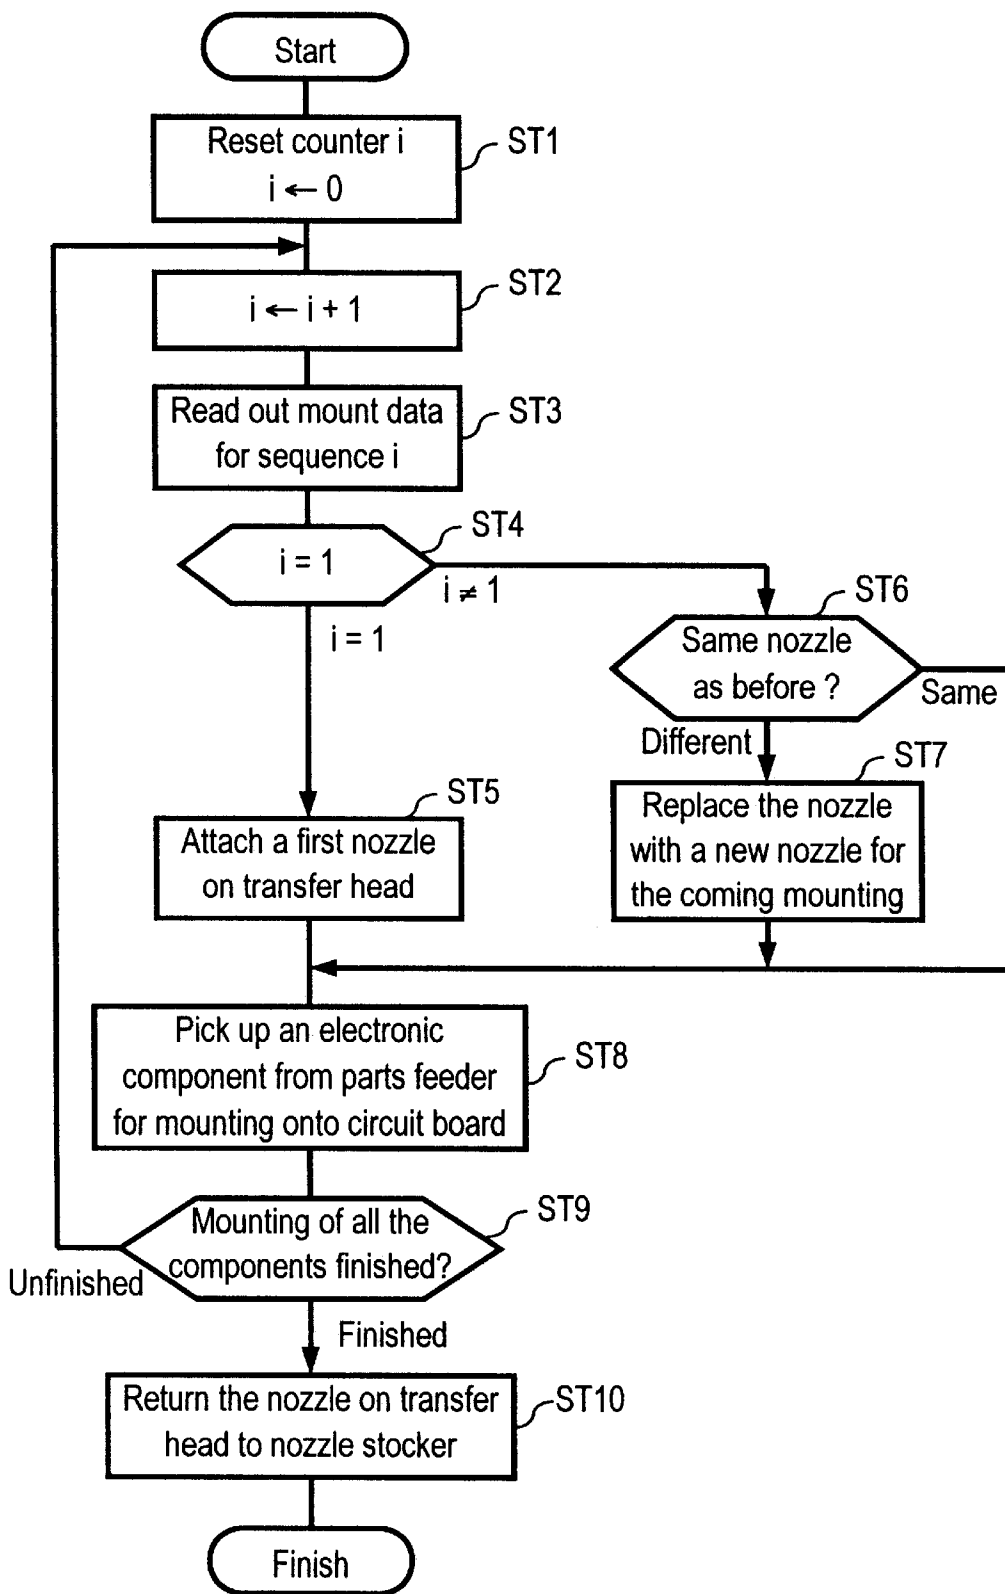 Start
Reset counter i
i ← 0
ST1
i ← i + 1
ST2
Read out mount data
for sequence i
ST3
i = 1
ST4
i ≠ 1
i = 1
Same nozzle
as before ?
ST6
Same
Different
Replace the nozzle
with a new nozzle for
the coming mounting
ST7
Attach a first nozzle
on transfer head
ST5
Pick up an electronic
component from parts feeder
for mounting onto circuit board
ST8
Mounting of all the
components finished?
ST9
Unfinished
Finished
Return the nozzle on transfer
head to nozzle stocker
ST10
Finish